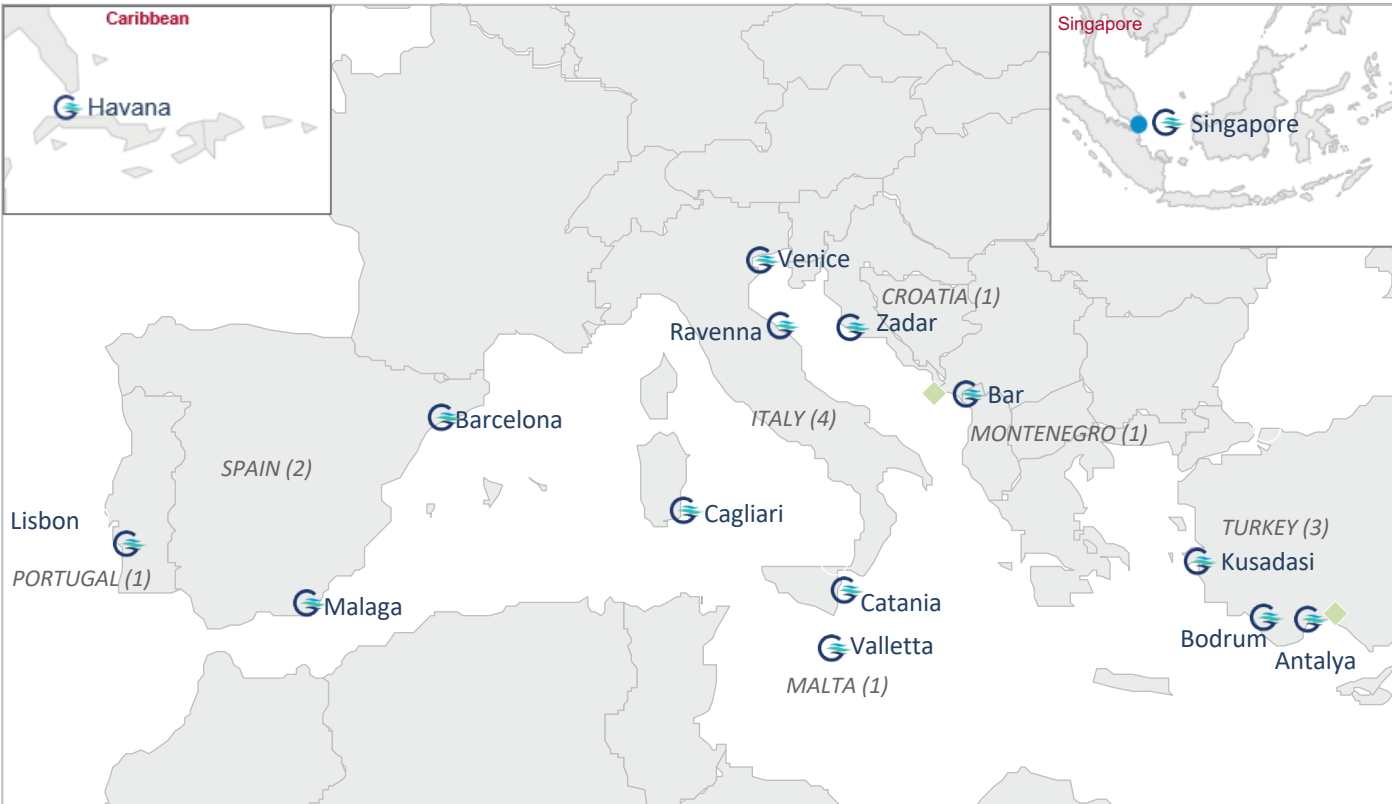 Caribbean
Havana
Singapore
Singapore
Venice
CROATIA (1)
Ravenna
Zadar
Bar
Barcelona
ITALY (4)
MONTENEGRO (1)
SPAIN (2)
Cagliari
Lisbon
TURKEY (3)
Kusadasi
PORTUGAL (1)
Malaga
Catania
Valletta
Bodrum
Antalya
MALTA (1)